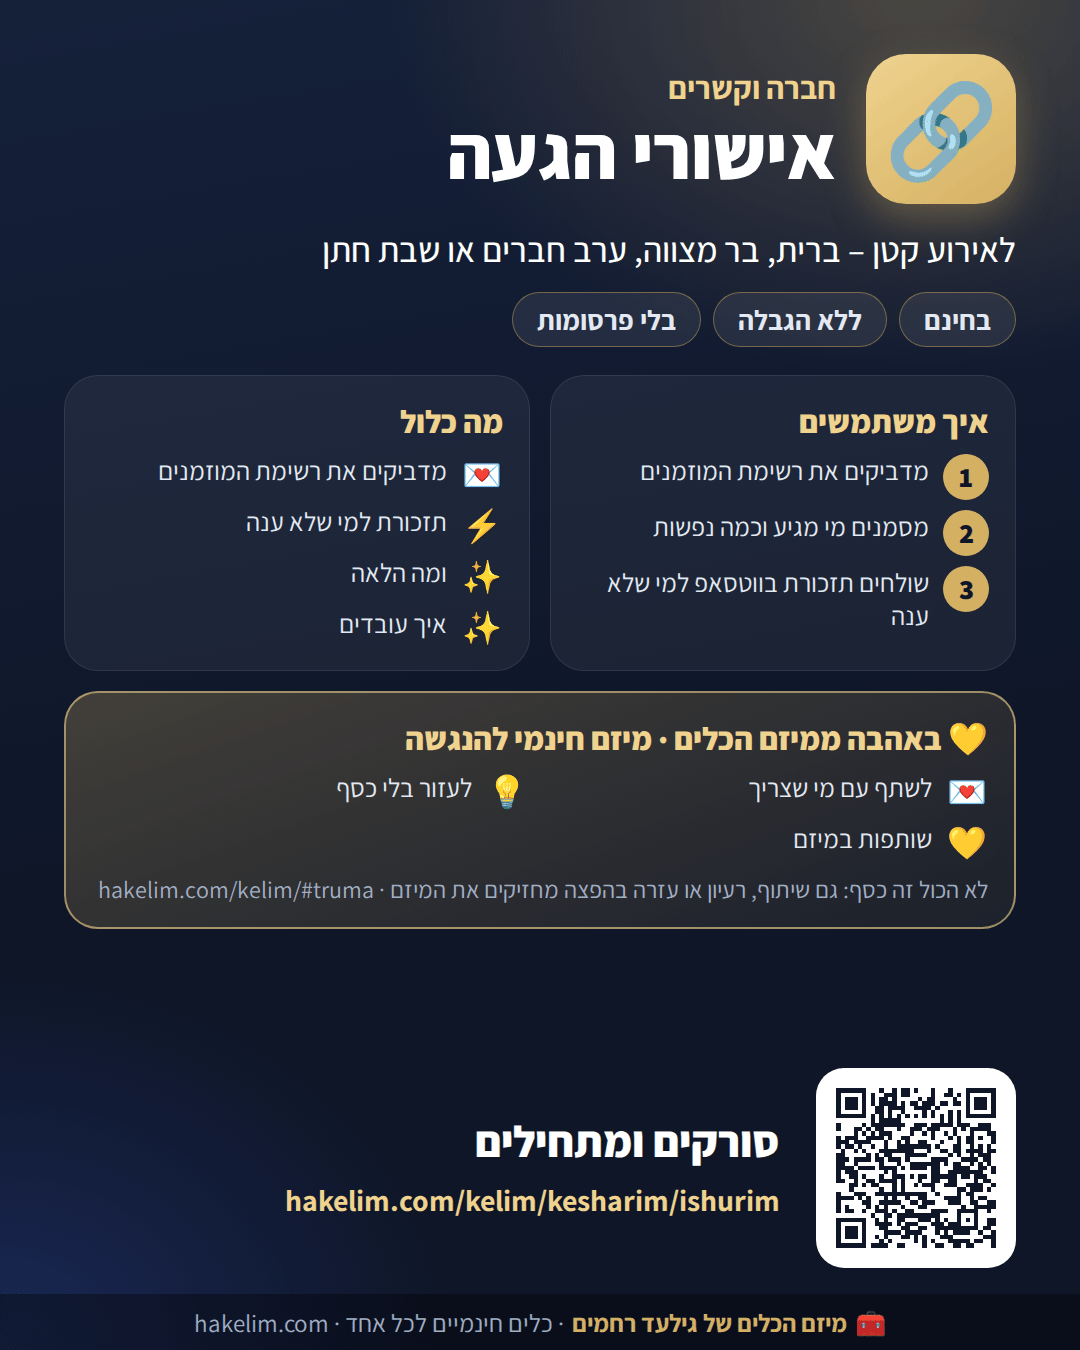 חברה וקשרים
אישורי הגעה
לאירוע קטן – ברית, בר מצווה, ערב חברים או שבת חתן
בחינם
ללא הגבלה
בלי פרסומות
איך משתמשים
1 מדביקים את רשימת המוזמנים
2 מסמנים מי מגיע וכמה נפשות
3 שולחים תזכורת בווטסאפ למי שלא
ענה
מה כלול
מדביקים את רשימת המוזמנים
תזכורת למי שלא ענה
ומה הלאה
איך עובדים
באהבה ממיזם הכלים · מיזם חינמי להנגשה
לשתף עם מי שצריך
לעזור בלי כסף
שותפות במיזם
לא הכול זה כסף: גם שיתוף, רעיון או עזרה בהפצה מחזיקים את המיזם · hakelim.com/kelim/#truma
סורקים ומתחילים
hakelim.com/kelim/kesharim/ishurim
מיזם הכלים של גילעד רחמים · כלים חינמיים לכל אחד · hakelim.com